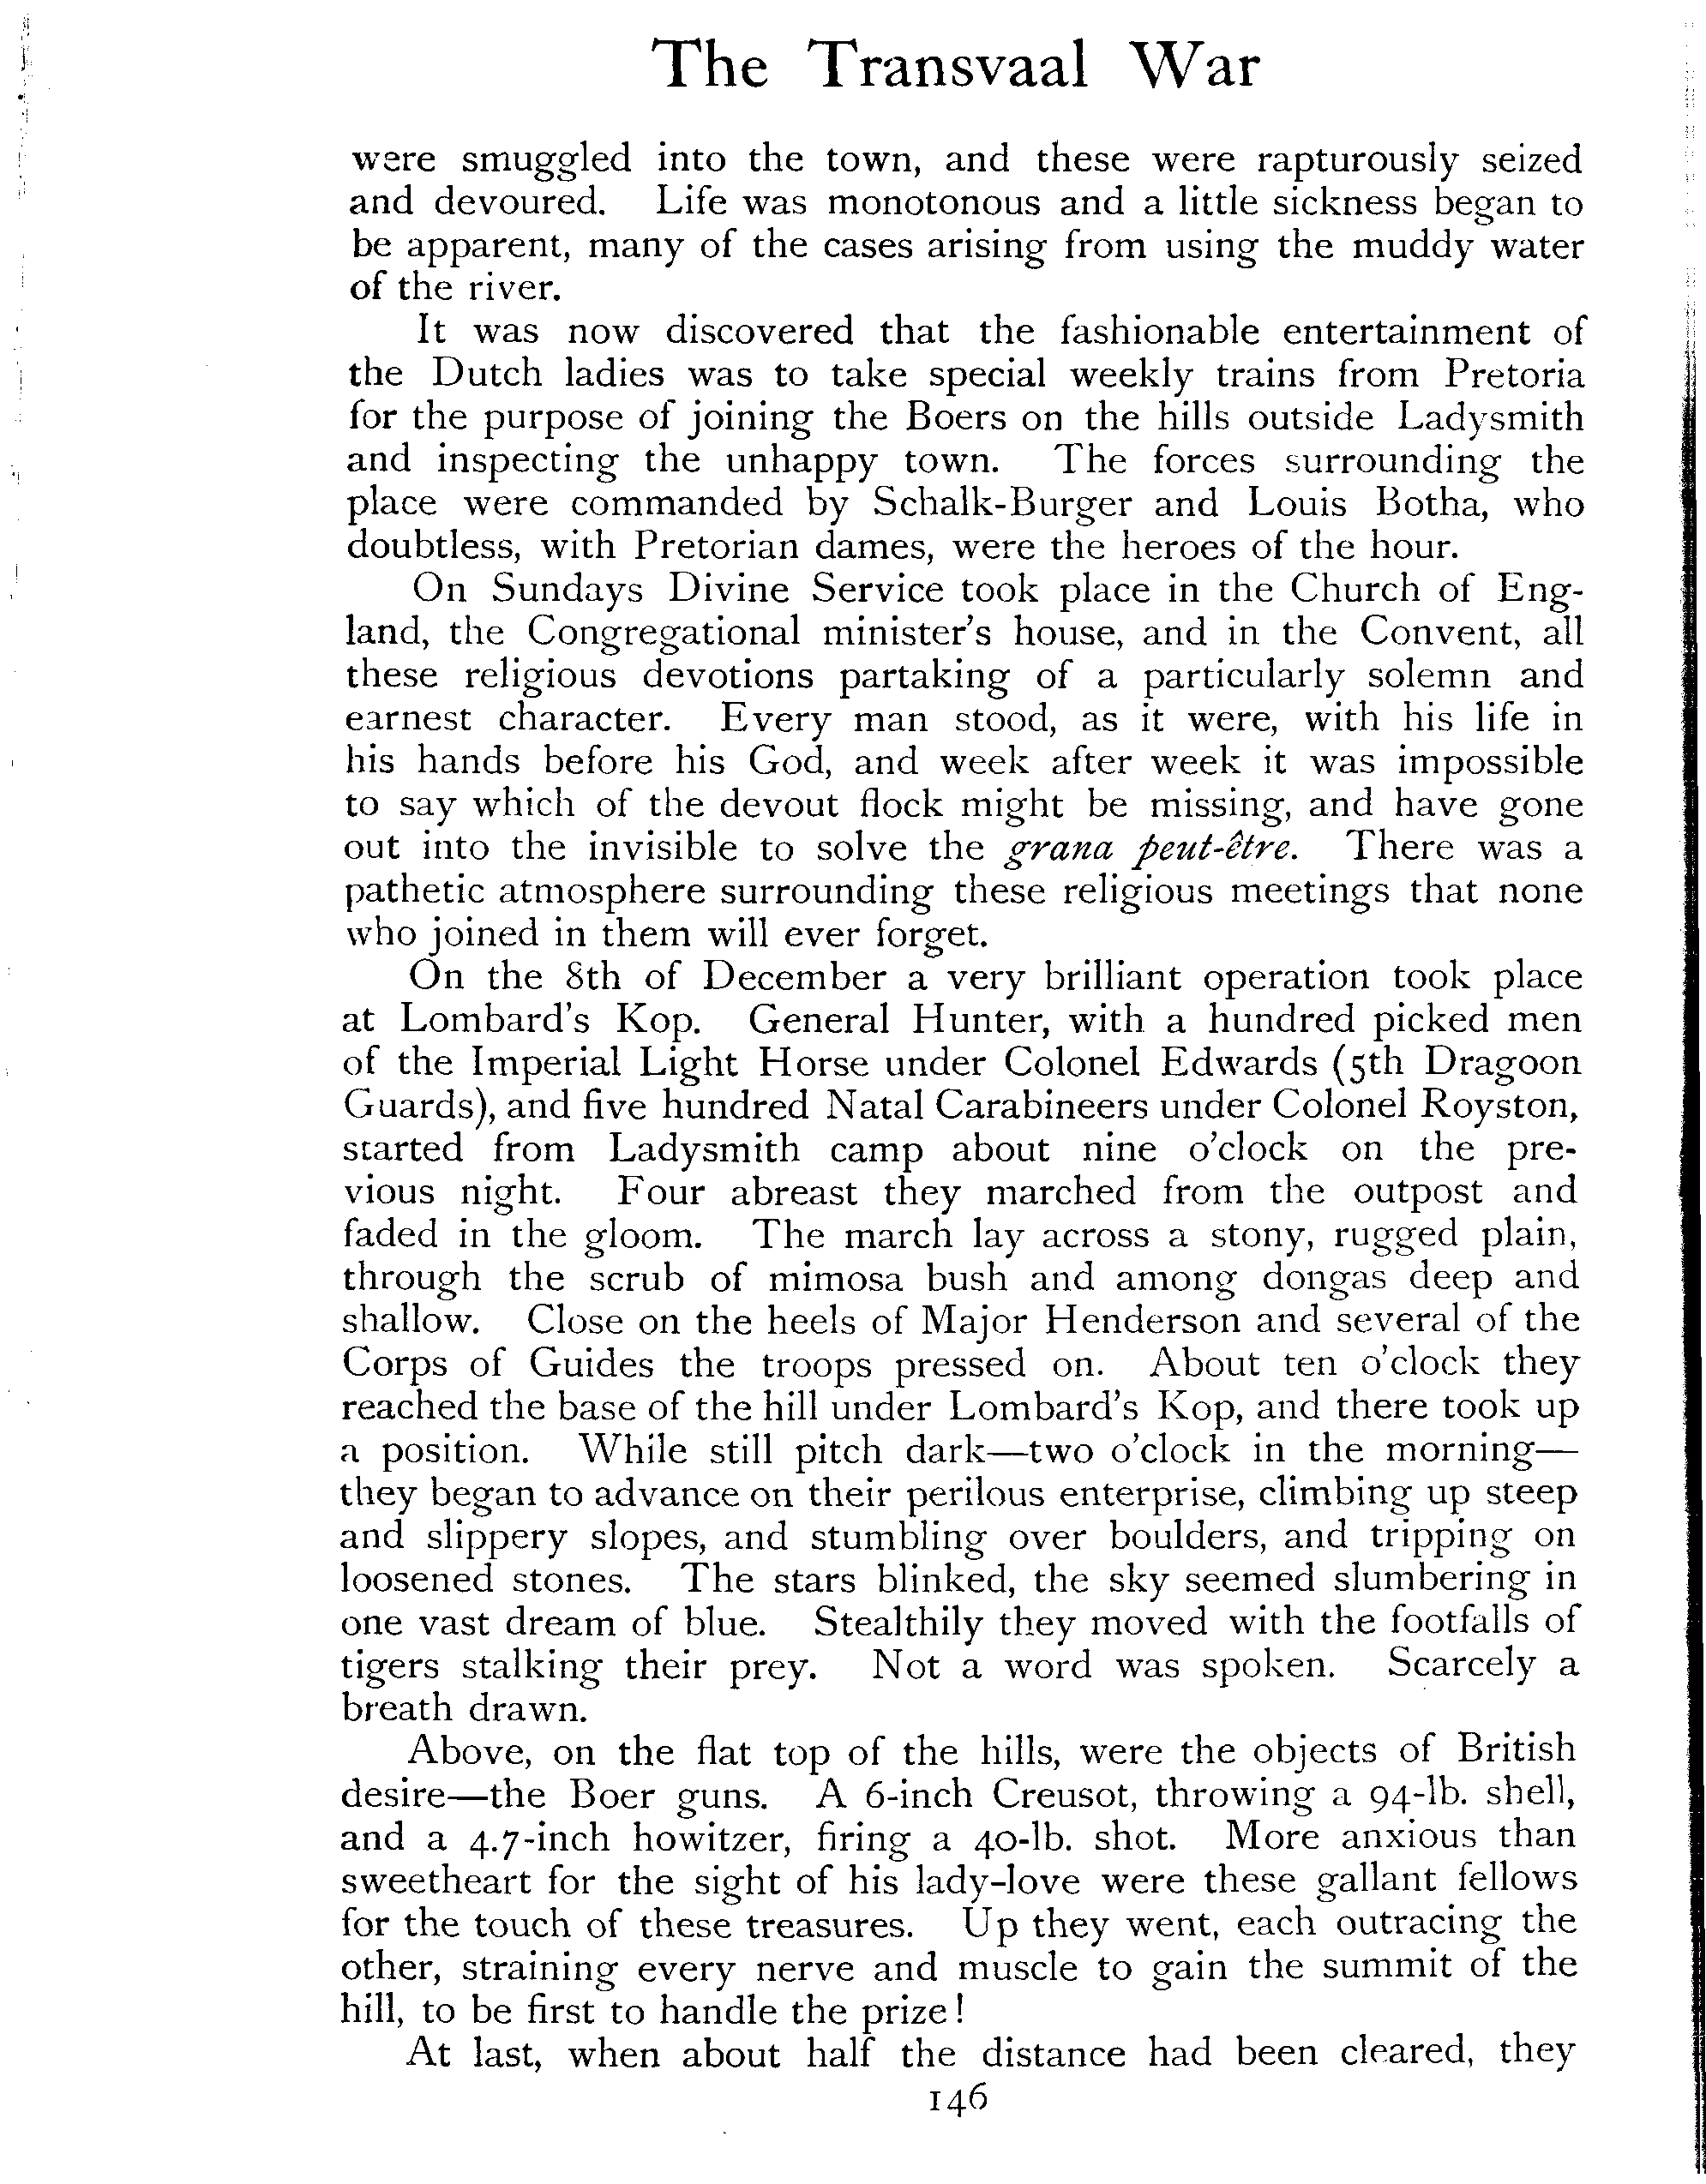 The Transvaal War
were smuggled into the town, and these were rapturously seized
and devoured. Life was monotonous and a little sickness began to
be apparent, many of the cases arising from using the muddy water
of the river.
It was now discovered that the fashionable entertainment of
the Dutch ladies was to take special weekly trains from Pretoria
for the purpose of joining the Boers on the hills outside Ladysmith
and inspecting the unhappy town. The forces surrounding the
place were commanded by Schalk-Burger and Louis Botha, who
doubtless, with Pretorian dames, were the heroes of the hour.
On Sundays Divine Service took place in the Church of Eng-
land, the Congregational minister's house, and in the Convent, all
these religious devotions partaking of a particularly solemn and
earnest character. Every man stood, as it were, with his life in
his hands before his God, and week after week it was impossible
to say which of the devout flock might be missing, and have gone
out into the invisible to solve the grana peut-être. There was a
pathetic atmosphere surrounding these religious meetings that none
who joined in them will ever forget.
On the 8th of December a very brilliant operation took place
at Lombard's Kop. General Hunter, with a hundred picked men
of the Imperial Light Horse under Colonel Edwards (5th Dragoon
Guards), and five hundred Natal Carabineers under Colonel Royston,
started from Ladysmith camp about nine o'clock on the pre-
vious night. Four abreast they marched from the outpost and
faded in the gloom. The march lay across a stony, rugged plain,
through the scrub of mimosa bush and among dongas deep and
shallow. Close on the heels of Major Henderson and several of the
Corps of Guides the troops pressed on. About ten o'clock they
reached the base of the hill under Lombard's Kop, and there took up
a position. While still pitch dark—two o'clock in the morning—
they began to advance on their perilous enterprise, climbing up steep
and slippery slopes, and stumbling over boulders, and tripping on
loosened stones. The stars blinked, the sky seemed slumbering in
one vast dream of blue. Stealthily they moved with the footfalls of
tigers stalking their prey. Not a word was spoken. Scarcely a
breath drawn.
Above, on the flat top of the hills, were the objects of British
desire—the Boer guns. A 6-inch Creusot, throwing a 94-lb. shell,
and a 4.7-inch howitzer, firing a 40-lb. shot. More anxious than
sweetheart for the sight of his lady-love were these gallant fellows
for the touch of these treasures. Up they went, each outracing the
other, straining every nerve and muscle to gain the summit of the
hill, to be first to handle the prize!
At last, when about half the distance had been cleared, they
146